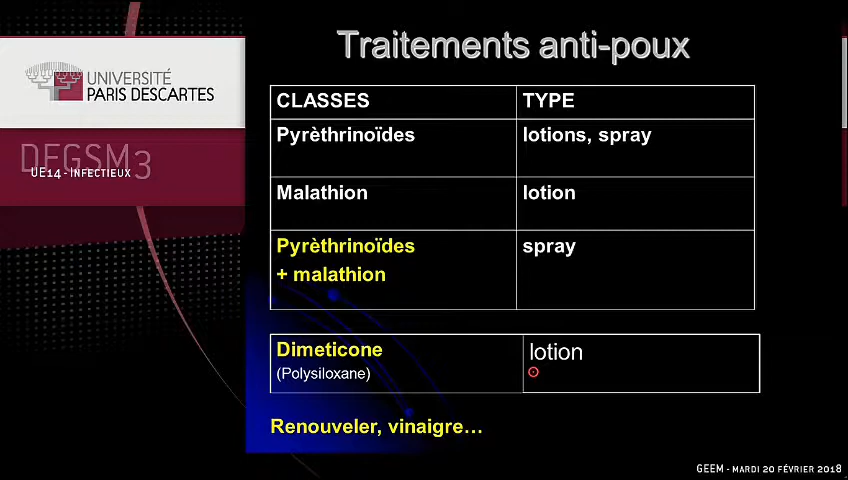 Traitements anti-poux
UNIVERSITÉ
PARIS DESCARTES
DFGSM3
UE14 - INFECTIEUX
CLASSES TYPE
Pyrèthrinoïdes lotions, spray
Malathion lotion
Pyrèthrinoïdes spray
+ malathion
Dimeticone lotion
(Polysiloxane)
Renouveler, vinaigre…
GEEM - MARDI 20 FÉVRIER 2018